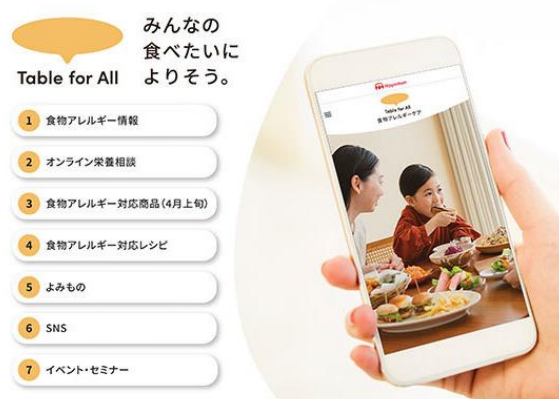 Table for All
みんなの
食べたいに
よりそう。
1 食物アレルギー情報
2 オンライン栄養相談
3 食物アレルギー対応商品(4月上旬)
4 食物アレルギー対応レシピ
5 よみもの
6 SNS
7 イベント・セミナー
Nipponham
Table for All
食物アレルギーケア